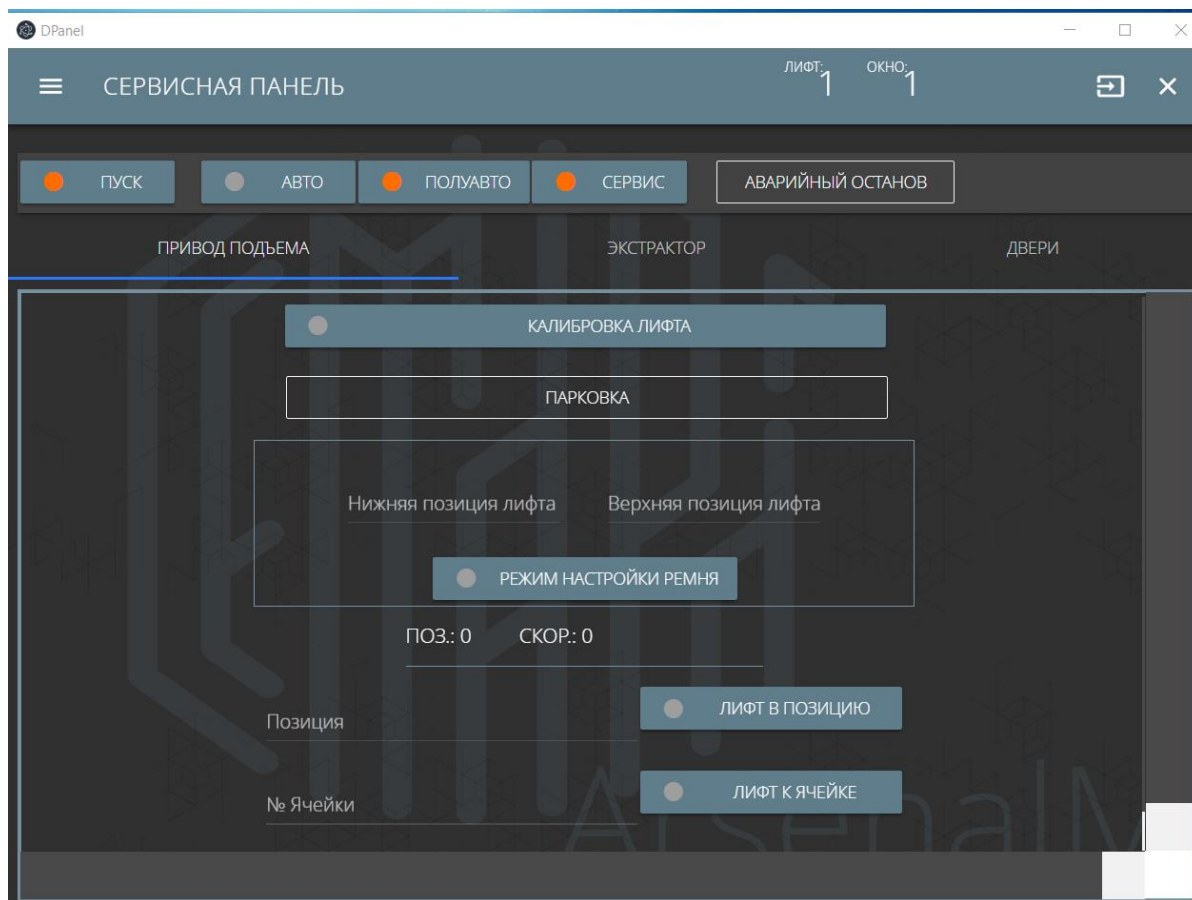 DPanel
СЕРВИСНАЯ ПАНЕЛЬ
ЛИФТ: 1 ОКНО: 1
ПУСК АВТО ПОЛУАВТО СЕРВИС АВАРИЙНЫЙ ОСТАНОВ
ПРИВОД ПОДЪЕМА ЭКСТРАКТОР ДВЕРИ
КАЛИБРОВКА ЛИФТА
ПАРКОВКА
Нижняя позиция лифта Верхняя позиция лифта
РЕЖИМ НАСТРОЙКИ РЕМНЯ
ПОЗ.: 0 СКОР.: 0
Позиция ЛИФТ В ПОЗИЦИЮ
№ Ячейки ЛИФТ К ЯЧЕЙКЕ
ArsenalM